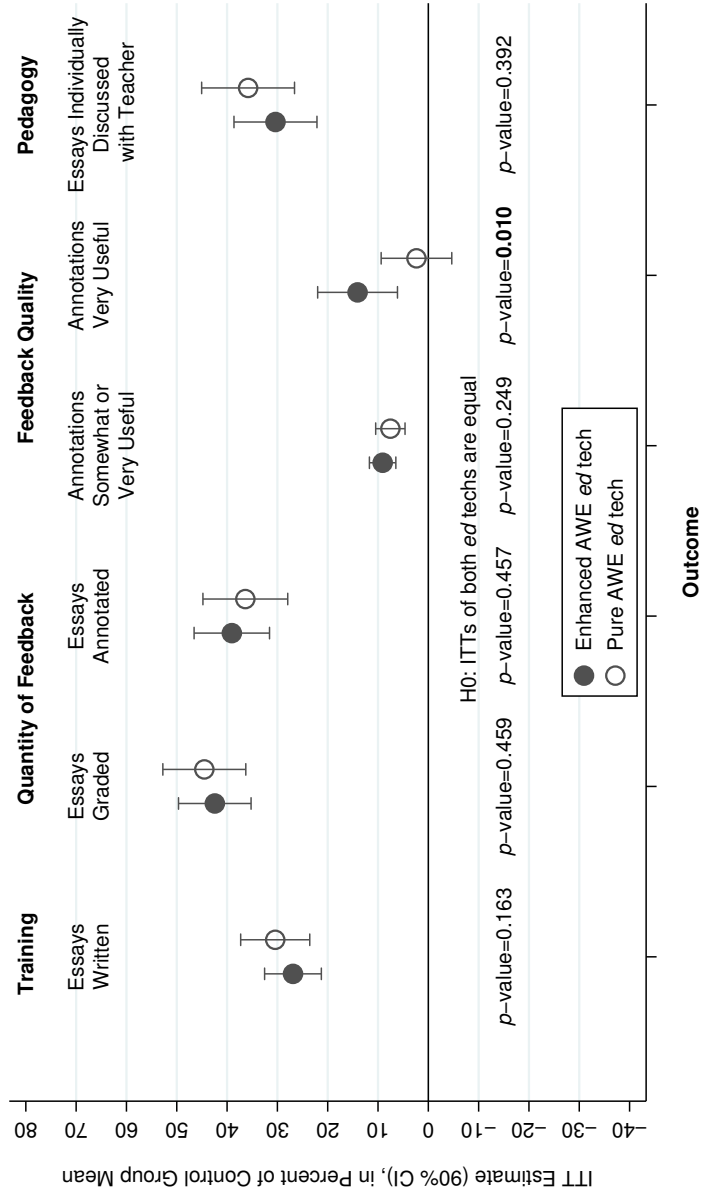 Training
Quantity of Feedback
Feedback Quality
Pedagogy
Essays
Written
Essays
Graded
Essays
Annotated
Annotations
Somewhat or
Very Useful
Annotations
Very Useful
Essays Individually
Discussed
with Teacher
ITT Estimate (90% CI), in Percent of Control Group Mean
80
70
60
50
40
30
20
10
0
−10
−20
−30
−40
H0: ITTs of both ed techs are equal
p−value=0.163
p−value=0.459
p−value=0.457
p−value=0.249
p−value=0.010
p−value=0.392
Enhanced AWE ed tech
Pure AWE ed tech
Outcome